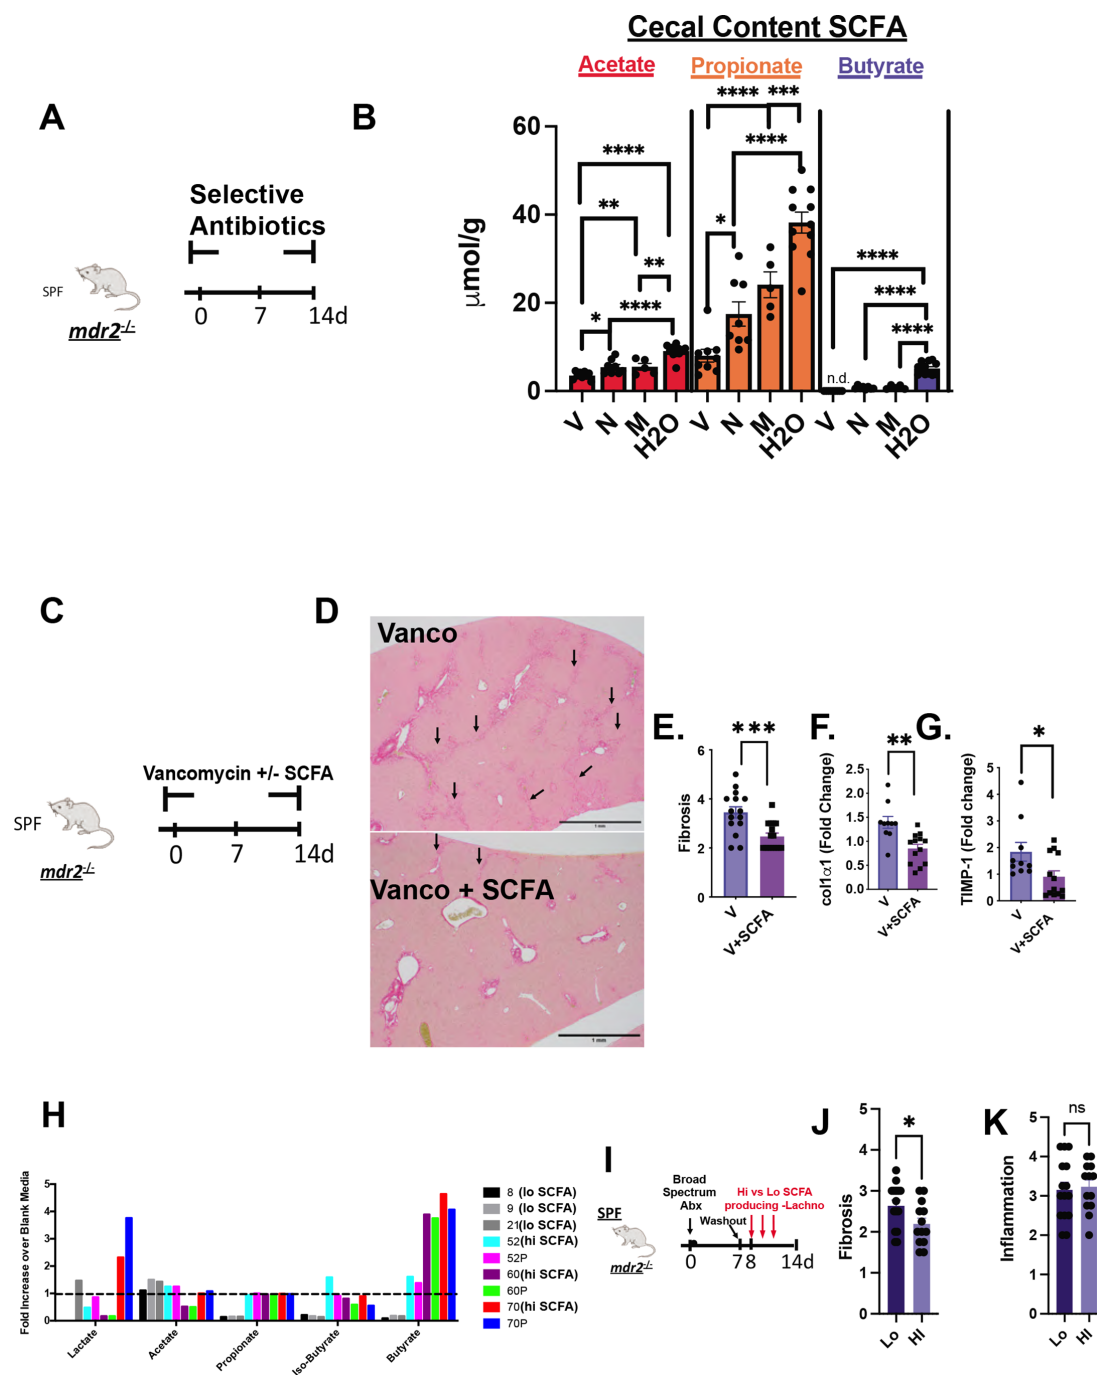 Cecal Content SCFA
Acetate
Propionate
Butyrate
A
B
Selective
Antibiotics
SPF
mdr2-/-
0
7
14d
μmol/g
60
40
20
0
****
**
**
*
****
****
***
****
*
****
****
****
n.d.
V
N
M
H2O
V
N
M
H2O
V
N
M
H2O
C
D
Vancomycin +/- SCFA
SPF
mdr2-/-
0
7
14d
Vanco
1 mm
Vanco + SCFA
1 mm
E.
***
Fibrosis
6
4
2
0
V
V+SCFA
F.
**
col1α1 (Fold Change)
2.5
2.0
1.5
1.0
0.5
0.0
V
V+SCFA
G.
*
TIMP-1 (Fold change)
5
4
3
2
1
0
V
V+SCFA
H
Fold Increase over Blank Media
5
4
3
2
1
0
Lactate
Acetate
Propionate
Iso-Butyrate
Butyrate
8 (lo SCFA)
9 (lo SCFA)
21(lo SCFA)
52(hi SCFA)
52P
60(hi SCFA)
60P
70(hi SCFA)
70P
I
SPF
mdr2-/-
Broad
Spectrum
Abx
Washout
Hi vs Lo SCFA
producing -Lachno
0
7
8
14d
J
*
Fibrosis
5
4
3
2
1
0
Lo
HI
K
ns
Inflammation
5
4
3
2
1
0
Lo
HI